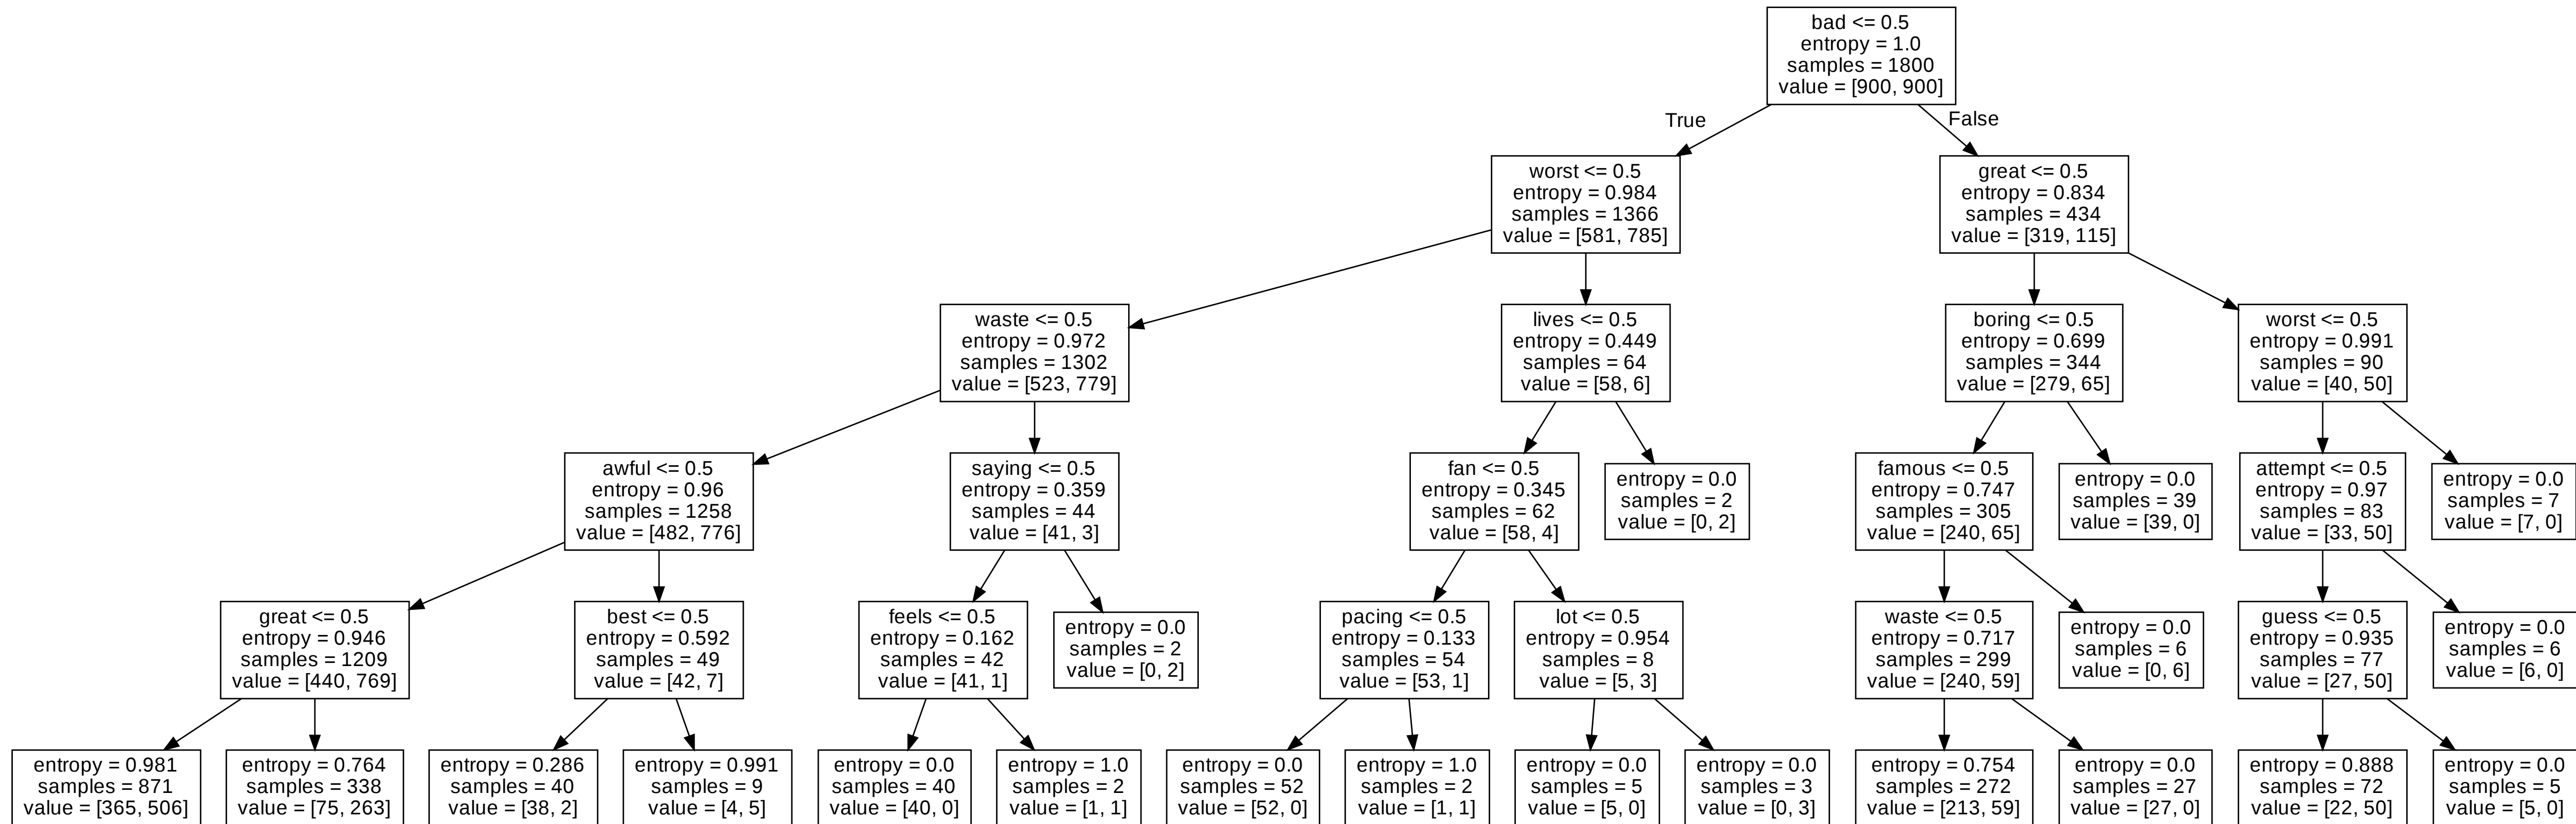 bad <= 0.5
entropy = 1.0
samples = 1800
value = [900, 900]
True
False
worst <= 0.5
entropy = 0.984
samples = 1366
value = [581, 785]
great <= 0.5
entropy = 0.834
samples = 434
value = [319, 115]
waste <= 0.5
entropy = 0.972
samples = 1302
value = [523, 779]
lives <= 0.5
entropy = 0.449
samples = 64
value = [58, 6]
boring <= 0.5
entropy = 0.699
samples = 344
value = [279, 65]
worst <= 0.5
entropy = 0.991
samples = 90
value = [40, 50]
awful <= 0.5
entropy = 0.96
samples = 1258
value = [482, 776]
saying <= 0.5
entropy = 0.359
samples = 44
value = [41, 3]
fan <= 0.5
entropy = 0.345
samples = 62
value = [58, 4]
entropy = 0.0
samples = 2
value = [0, 2]
famous <= 0.5
entropy = 0.747
samples = 305
value = [240, 65]
entropy = 0.0
samples = 39
value = [39, 0]
attempt <= 0.5
entropy = 0.97
samples = 83
value = [33, 50]
entropy = 0.0
samples = 7
value = [7, 0]
great <= 0.5
entropy = 0.946
samples = 1209
value = [440, 769]
best <= 0.5
entropy = 0.592
samples = 49
value = [42, 7]
feels <= 0.5
entropy = 0.162
samples = 42
value = [41, 1]
entropy = 0.0
samples = 2
value = [0, 2]
pacing <= 0.5
entropy = 0.133
samples = 54
value = [53, 1]
lot <= 0.5
entropy = 0.954
samples = 8
value = [5, 3]
waste <= 0.5
entropy = 0.717
samples = 299
value = [240, 59]
entropy = 0.0
samples = 6
value = [0, 6]
guess <= 0.5
entropy = 0.935
samples = 77
value = [27, 50]
entropy = 0.0
samples = 6
value = [6, 0]
entropy = 0.981
samples = 871
value = [365, 506]
entropy = 0.764
samples = 338
value = [75, 263]
entropy = 0.286
samples = 40
value = [38, 2]
entropy = 0.991
samples = 9
value = [4, 5]
entropy = 0.0
samples = 40
value = [40, 0]
entropy = 1.0
samples = 2
value = [1, 1]
entropy = 0.0
samples = 52
value = [52, 0]
entropy = 1.0
samples = 2
value = [1, 1]
entropy = 0.0
samples = 5
value = [5, 0]
entropy = 0.0
samples = 3
value = [0, 3]
entropy = 0.754
samples = 272
value = [213, 59]
entropy = 0.0
samples = 27
value = [27, 0]
entropy = 0.888
samples = 72
value = [22, 50]
entropy = 0.0
samples = 5
value = [5, 0]